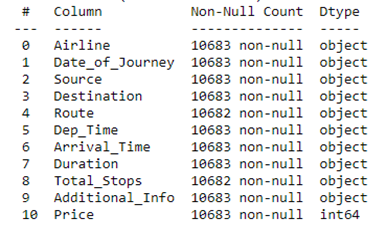 #   Column           Non-Null Count  Dtype
---  ------           --------------  -----
0   Airline          10683 non-null  object
1   Date_of_Journey  10683 non-null  object
2   Source           10683 non-null  object
3   Destination      10683 non-null  object
4   Route            10682 non-null  object
5   Dep_Time         10683 non-null  object
6   Arrival_Time     10683 non-null  object
7   Duration         10683 non-null  object
8   Total_Stops      10682 non-null  object
9   Additional_Info  10683 non-null  object
10  Price            10683 non-null  int64